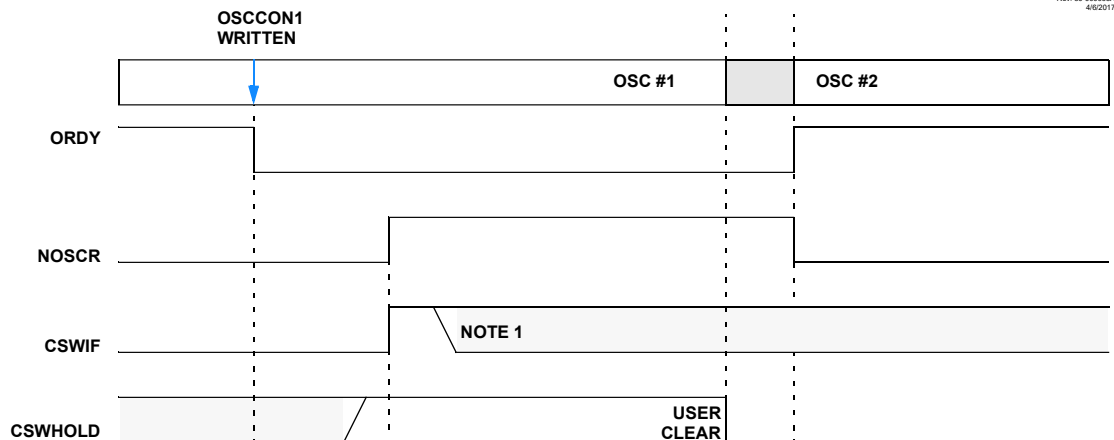 4/6/2017
OSCCON1
WRITTEN
OSC #1
OSC #2
ORDY
NOSCR
CSWIF
NOTE 1
USER
CSWHOLD
CLEAR